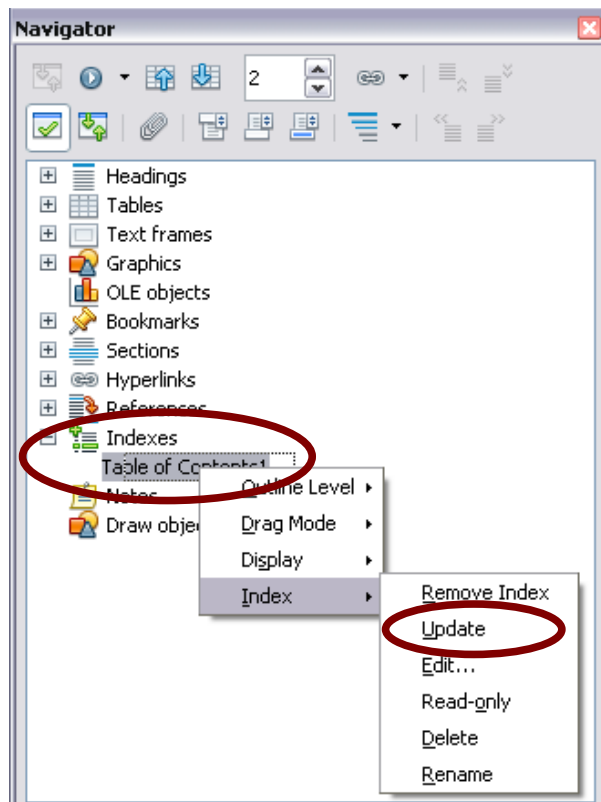 Navigator
2
Headings
Tables
Text frames
Graphics
OLE objects
Bookmarks
Sections
Hyperlinks
References
Indexes
Table of Contents1
Notes
Draw objec
Outline Level
Drag Mode
Display
Index
Remove Index
Update
Edit...
Read-only
Delete
Rename